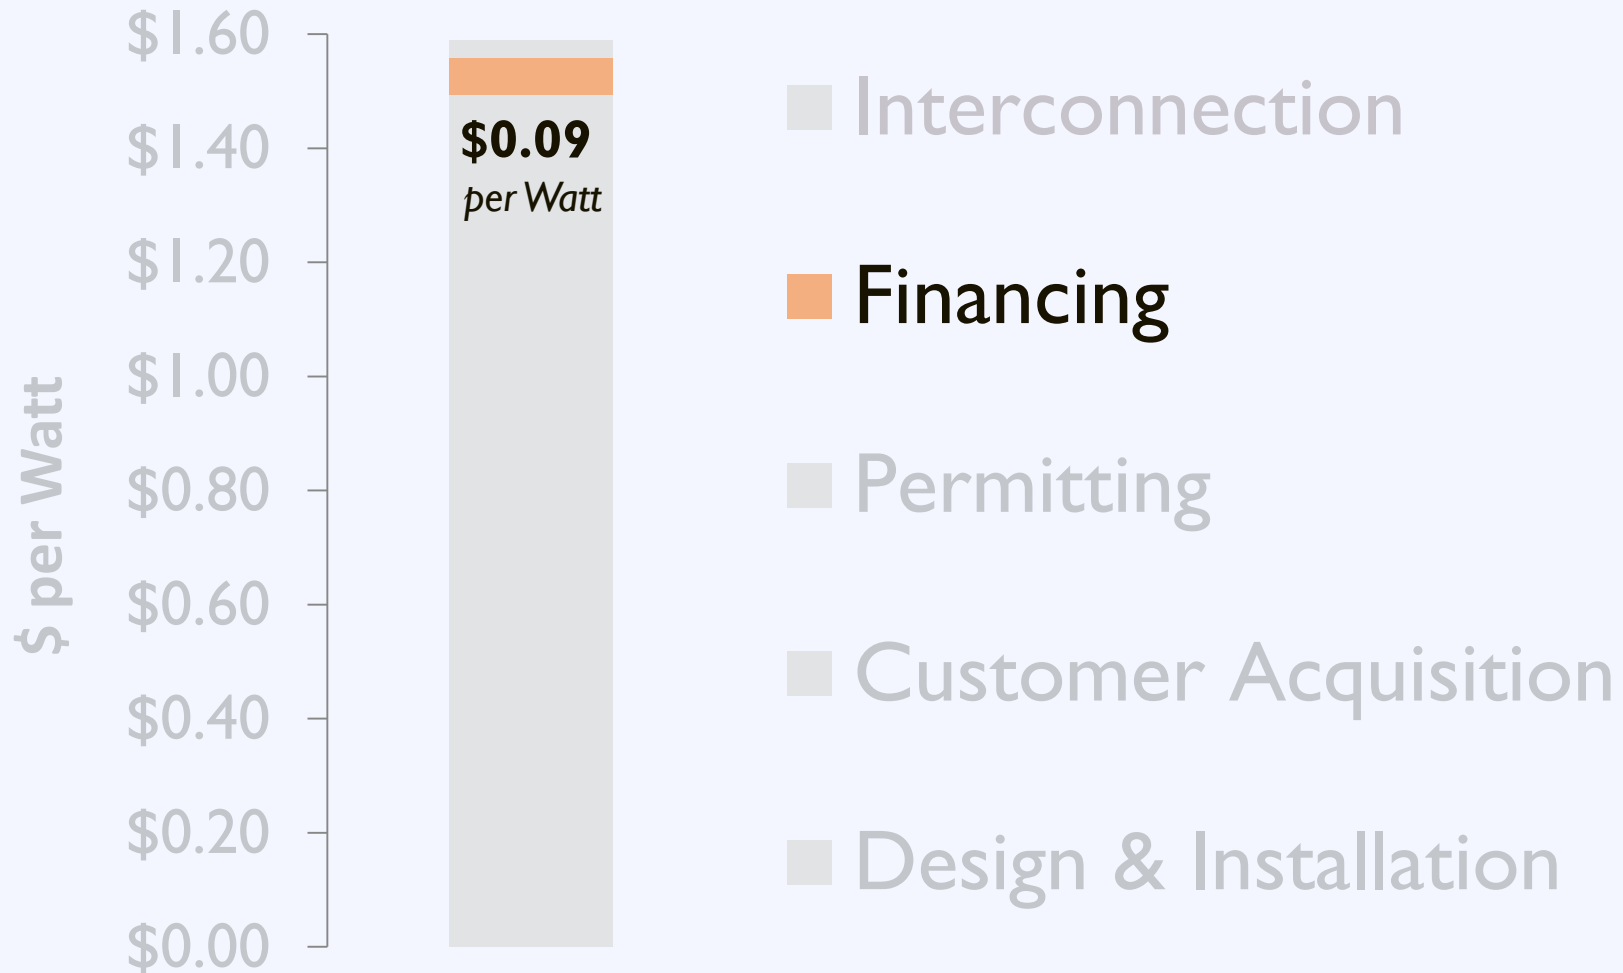 $ per Watt
$1.60
$1.40
$1.20
$1.00
$0.80
$0.60
$0.40
$0.20
$0.00
$0.09
per Watt
Interconnection
Financing
Permitting
Customer Acquisition
Design & Installation